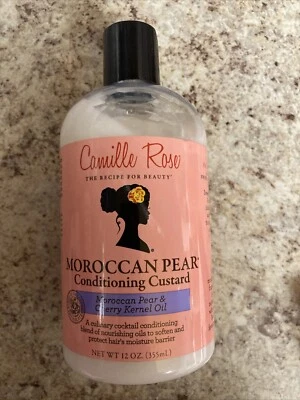 Camille Rose
THE RECIPE FOR BEAUTY
MOROCCAN PEAR
Conditioning Custard
Moroccan Pear &
Cherry Kernel Oil
A culinary cocktail conditioning
blend of nourishing oils to soften and
protect hair's moisture barrier
NET WT 12 OZ. (355mL)